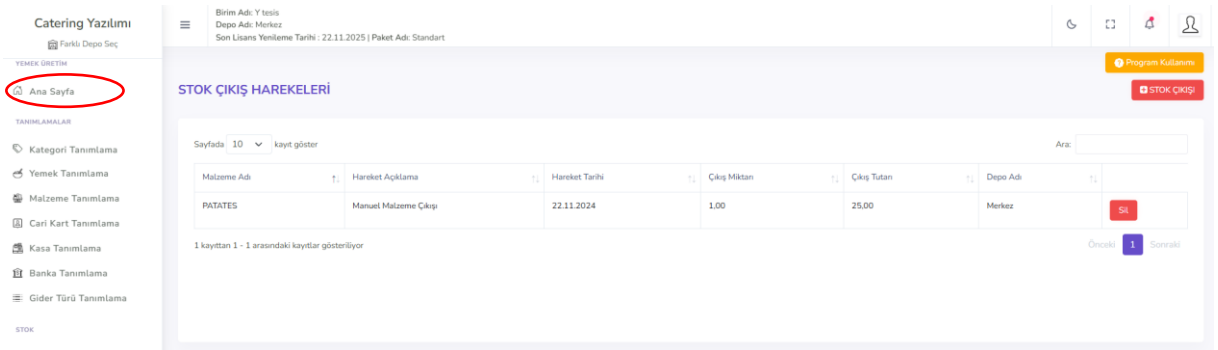 Catering Yazılımı
Farklı Depo Seç
YEMEK ÜRETİM
Ana Sayfa
TANIMLAMALAR
Kategori Tanımlama
Yemek Tanımlama
Malzeme Tanımlama
Cari Kart Tanımlama
Kasa Tanımlama
Banka Tanımlama
Gider Türü Tanımlama
STOK
Birim Adı: Y tesis
Depo Adı: Merkez
Son Lisans Yenileme Tarihi : 22.11.2025 | Paket Adı: Standart
Program Kullanımı
STOK ÇIKIŞ HAREKELERİ
STOK ÇIKIŞI
Sayfada 10 kayıt göster Ara:
Malzeme Adı Hareket Açıklama Hareket Tarihi Çıkış Miktarı Çıkış Tutarı Depo Adı
PATATES Manuel Malzeme Çıkışı 22.11.2024 1,00 25,00 Merkez Sil
1 kayıttan 1 - 1 arasındaki kayıtlar gösteriliyor Önceki 1 Sonraki